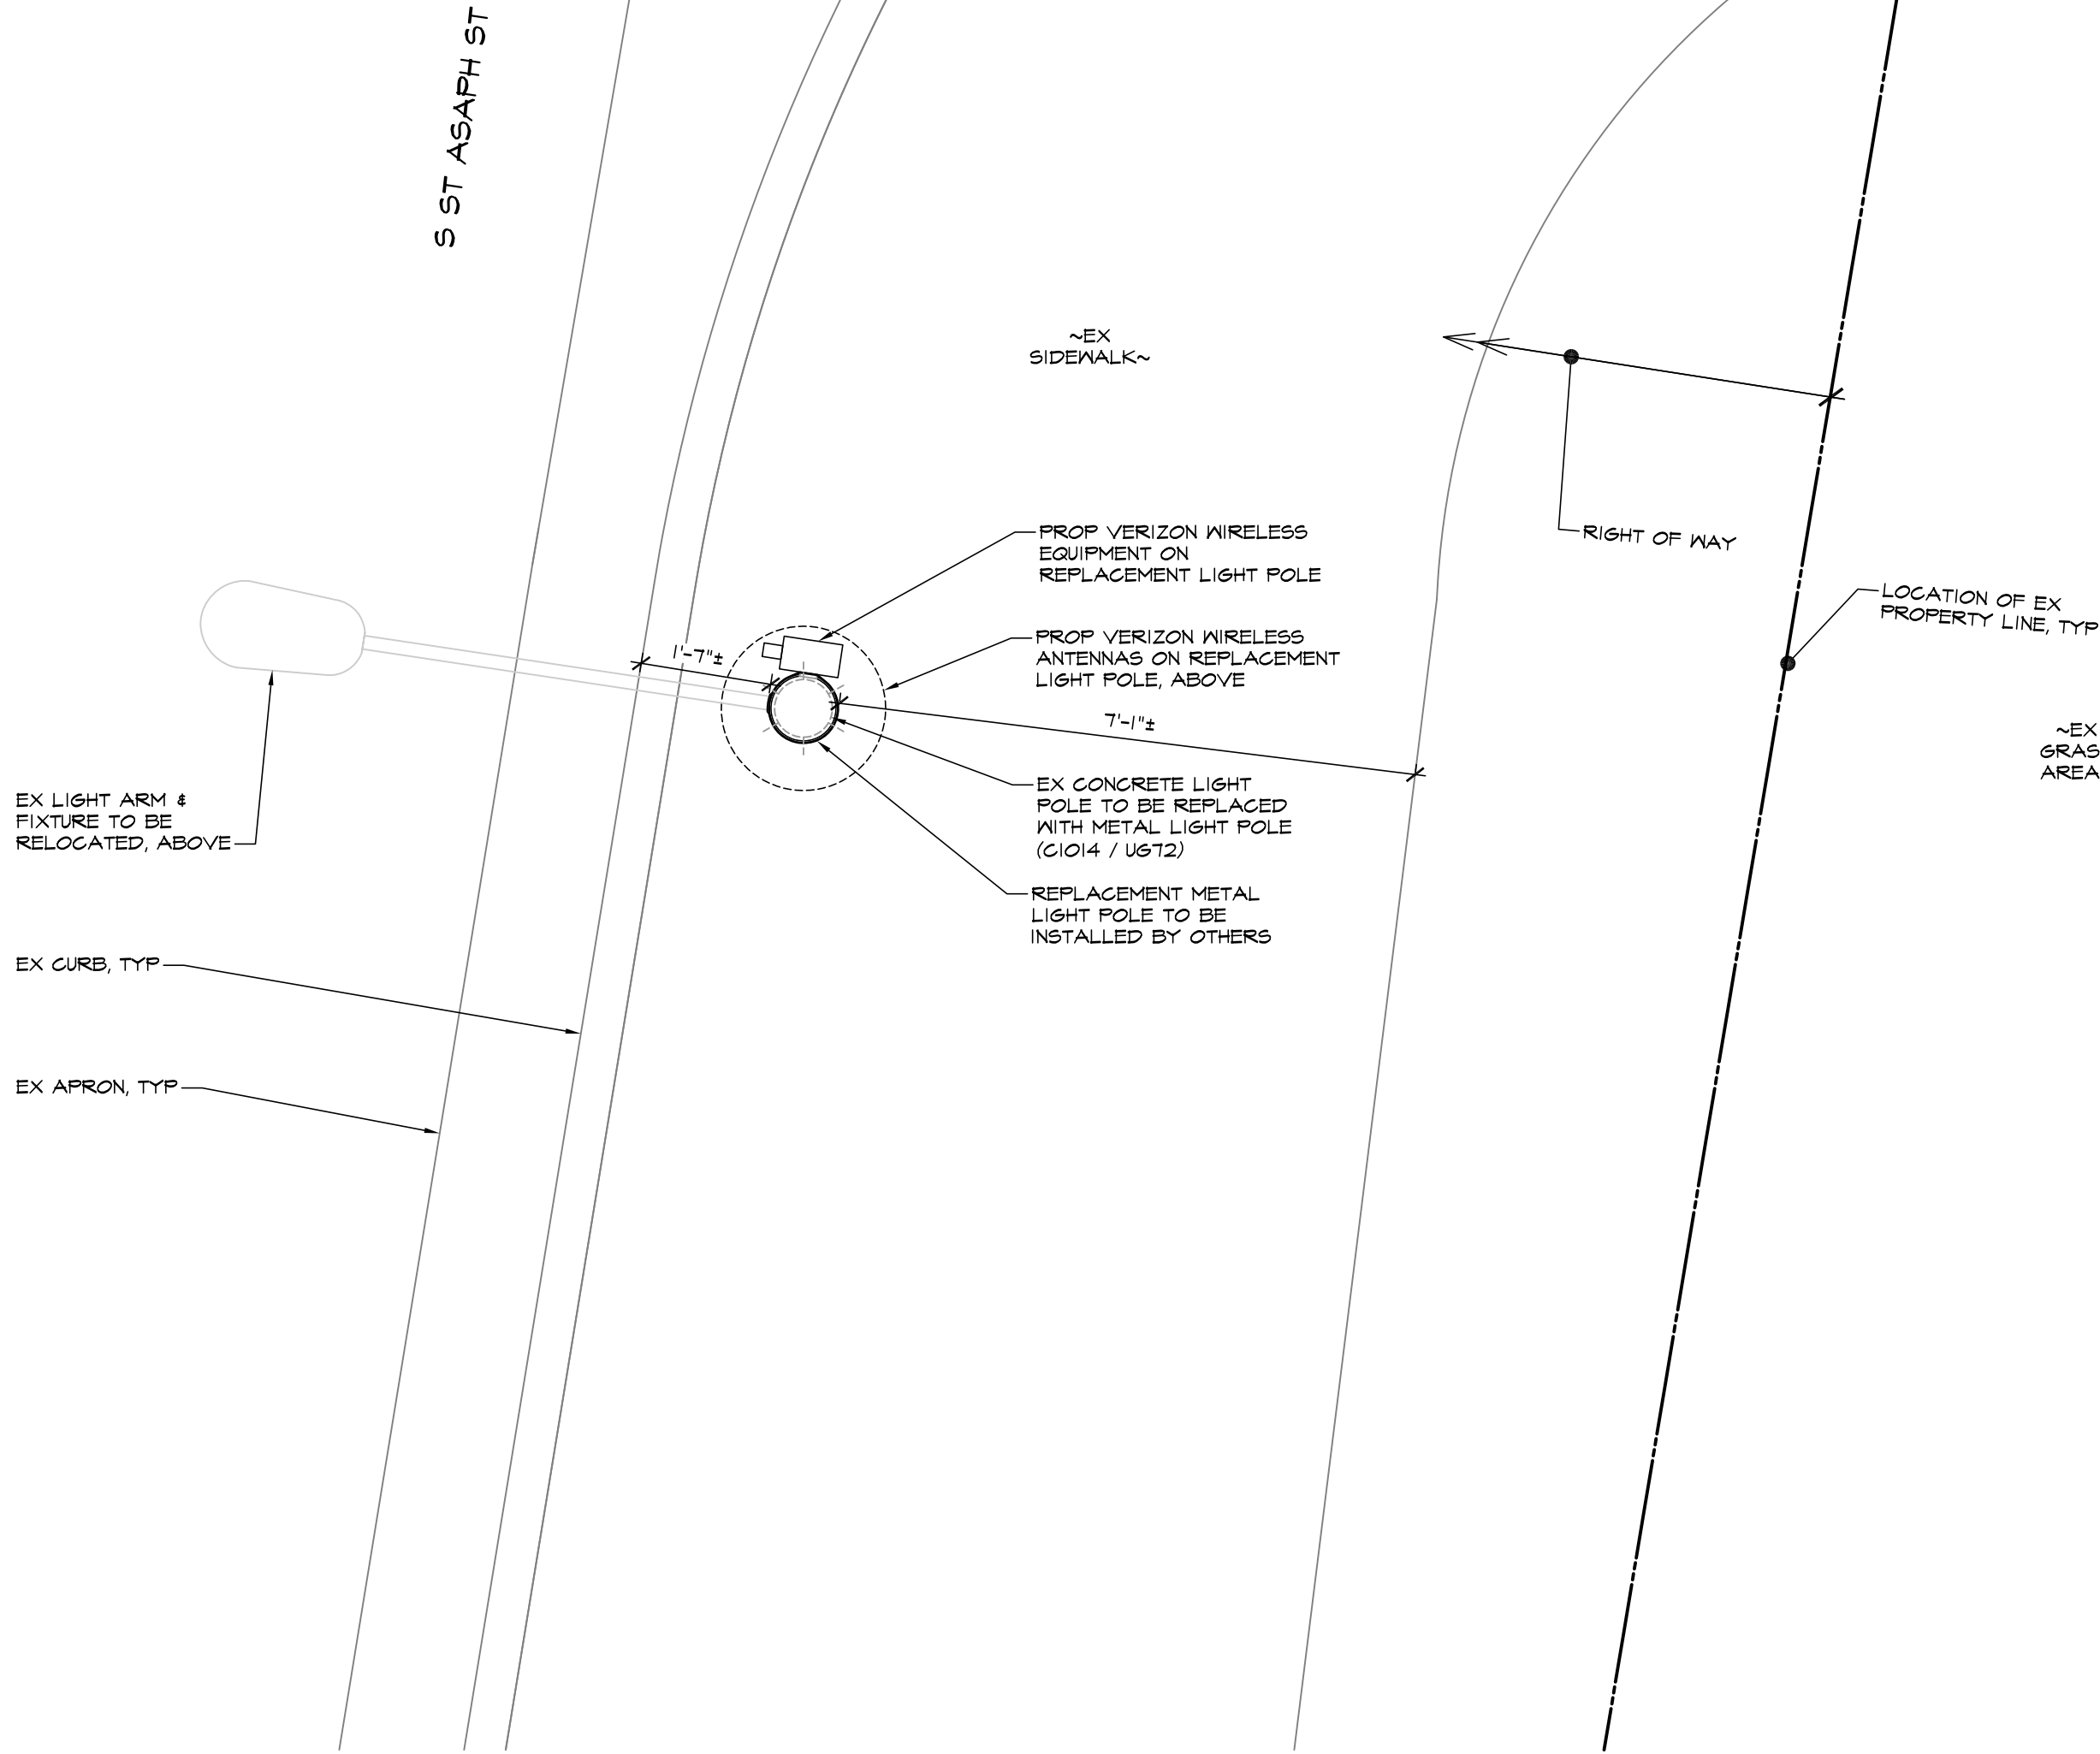 S ST ASAPH ST
~EX
SIDEWALK~
PROP VERIZON WIRELESS
EQUIPMENT ON
REPLACEMENT LIGHT POLE
RIGHT OF WAY
LOCATION OF EX
PROPERTY LINE, TYP
PROP VERIZON WIRELESS
ANTENNAS ON REPLACEMENT
LIGHT POLE, ABOVE
1'-7"±
7'-1"±
~EX
GRAS
AREA
EX CONCRETE LIGHT
POLE TO BE REPLACED
WITH METAL LIGHT POLE
(C1014 / UG72)
EX LIGHT ARM &
FIXTURE TO BE
RELOCATED, ABOVE
REPLACEMENT METAL
LIGHT POLE TO BE
INSTALLED BY OTHERS
EX CURB, TYP
EX APRON, TYP